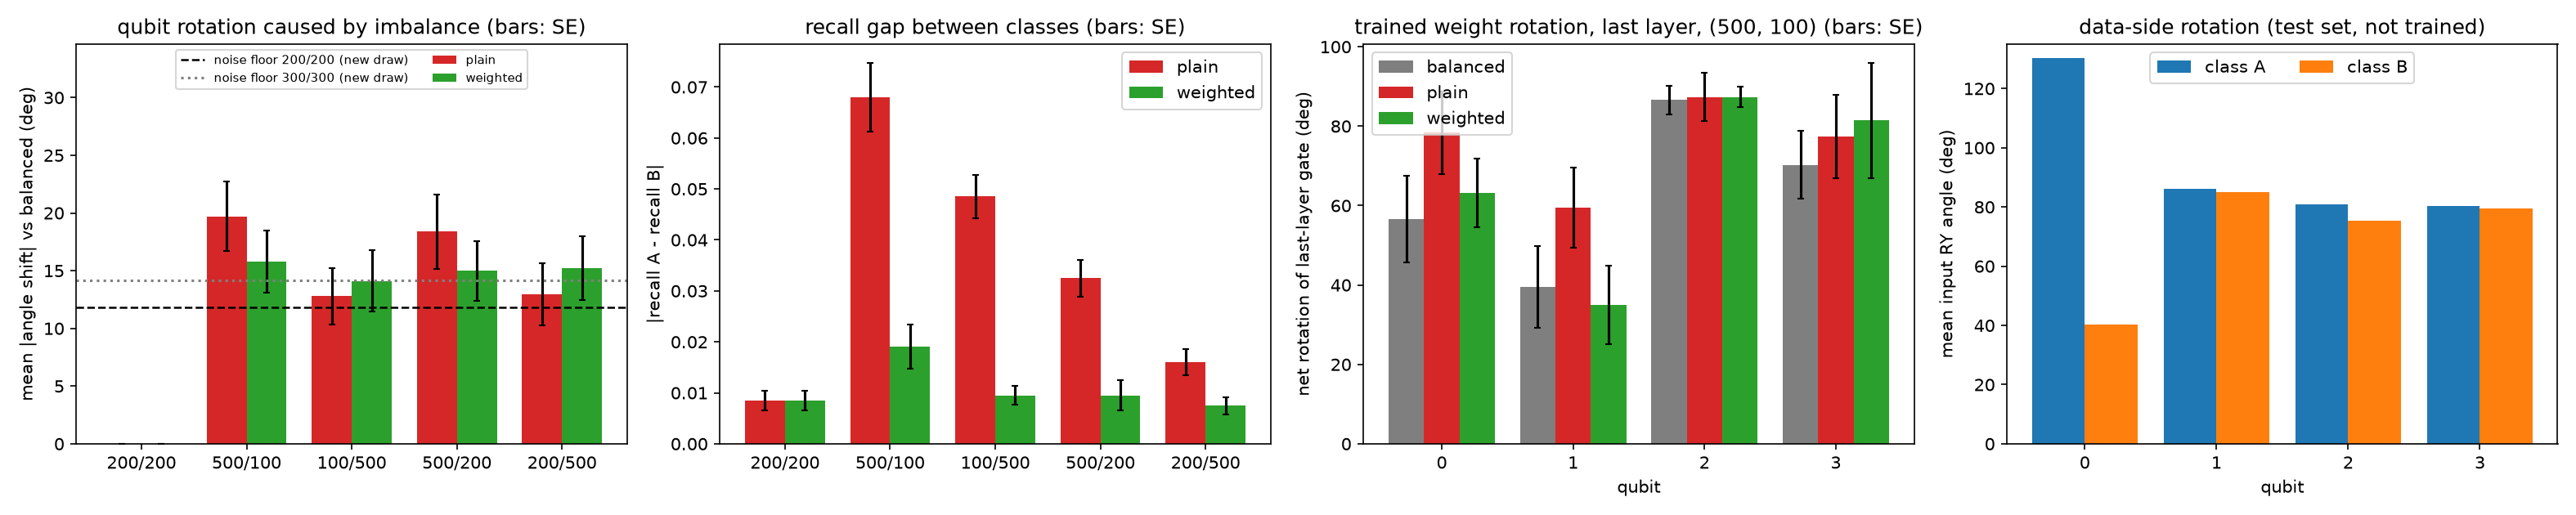 qubit rotation caused by imbalance (bars: SE)
mean |angle shift| vs balanced (deg)
noise floor 200/200 (new draw)
noise floor 300/300 (new draw)
plain
weighted
30
25
20
15
10
5
0
200/200 500/100 100/500 500/200 200/500
recall gap between classes (bars: SE)
|recall A - recall B|
plain
weighted
0.07
0.06
0.05
0.04
0.03
0.02
0.01
0.00
200/200 500/100 100/500 500/200 200/500
trained weight rotation, last layer, (500, 100) (bars: SE)
net rotation of last-layer gate (deg)
balanced
plain
weighted
100
80
60
40
20
0
0 1 2 3
qubit
data-side rotation (test set, not trained)
mean input RY angle (deg)
class A
class B
120
100
80
60
40
20
0
0 1 2 3
qubit